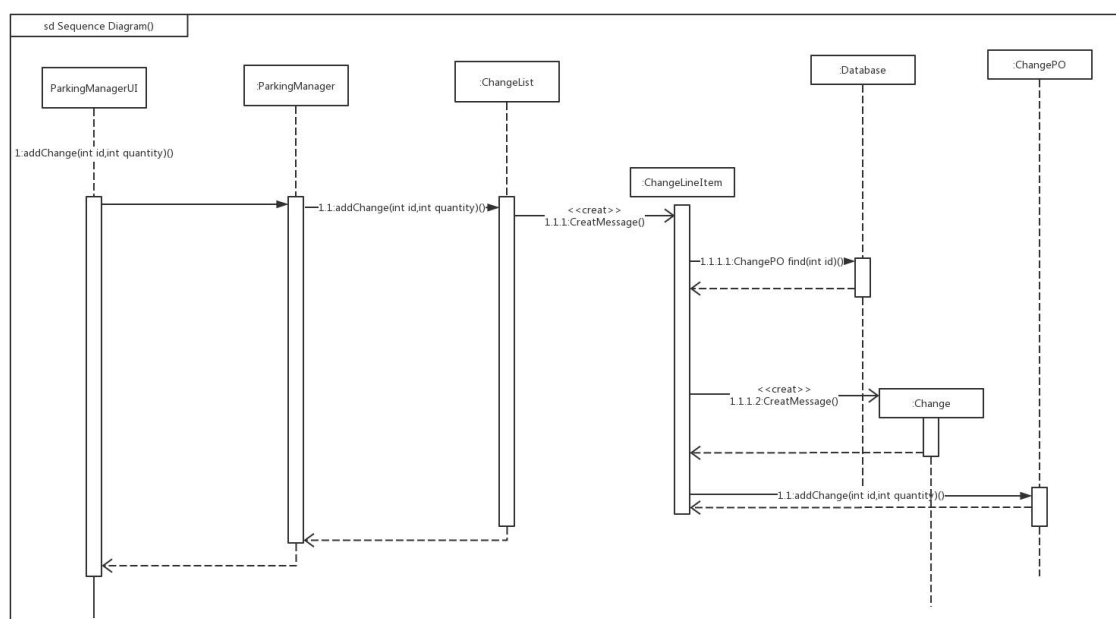 sd Sequence Diagram()
ParkingManagerUI
:ParkingManager
:ChangeList
:Database
:ChangePO
1:addChange(int id,int quantity)()
:ChangeLineItem
1.1:addChange(int id,int quantity)()
<<creat>>
1.1.1:CreatMessage()
1.1.1.1:ChangePO find(int id)()
<<creat>>
1.1.1.2:CreatMessage()
:Change
1.1:addChange(int id,int quantity)()